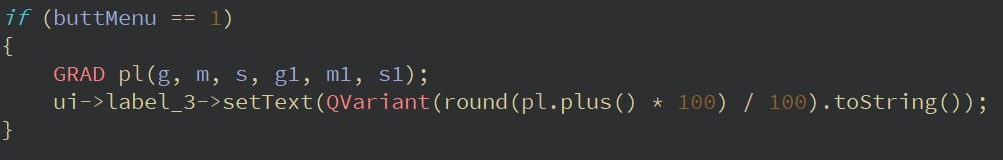 if (buttMenu == 1)
{
    GRAD pl(g, m, s, g1, m1, s1);
    ui->label_3->setText(QVariant(round(pl.plus() * 100) / 100).toString());
}